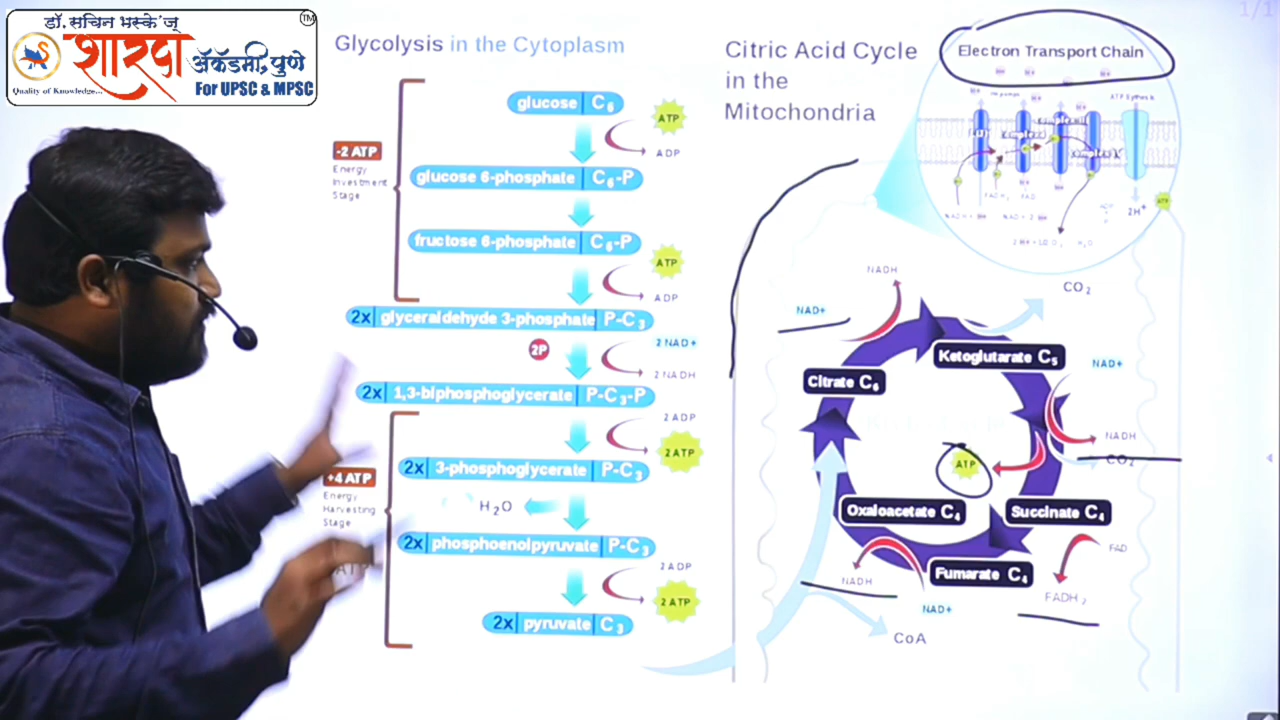 डॉ. सचिन भस्के'ज्
TM
शारदा
ॲकॅडमी, पुणे
For UPSC & MPSC
Quality of Knowledge...
1/1
Glycolysis in the Cytoplasm
glucose C6
ATP
ADP
-2 ATP
Energy
Investment
Stage
glucose 6-phosphate C6-P
fructose 6-phosphate C6-P
ATP
ADP
2x glyceraldehyde 3-phosphate P-C3
2P
2 NAD+
2 NADH
2x 1,3-biphosphoglycerate P-C3-P
2 ADP
2 ATP
2x 3-phosphoglycerate P-C3
+4 ATP
Energy
Harvesting
Stage
H2O
2x phosphoenolpyruvate P-C3
2 ADP
2 ATP
2x pyruvate C3
Citric Acid Cycle
in the
Mitochondria
Electron Transport Chain
2H+
ATP
NADH
NAD+
CO2
Ketoglutarate C5
NAD+
Citrate C6
NADH
CO2
ATP
Oxaloacetate C4
Succinate C4
FAD
Fumarate C4
NADH
FADH2
NAD+
CoA